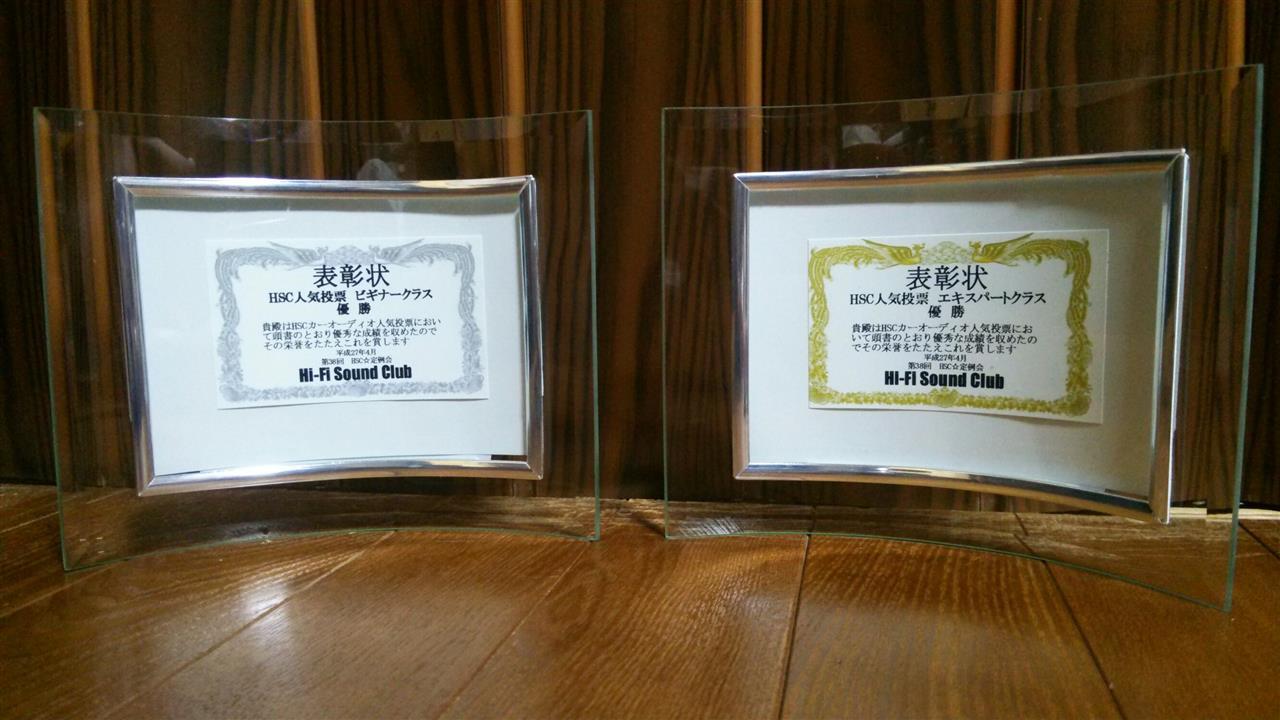 表彰状
HSC人気投票 ビギナークラス
優 勝
貴殿はHSCカーオーディオ人気投票におい
て頭書のとおり優秀な成績を収めたので
その栄誉をたたえこれを賞します
平成27年4月
第38回 HSC☆定例会
Hi-Fi Sound Club
表彰状
HSC人気投票 エキスパートクラス
優 勝
貴殿はHSCカーオーディオ人気投票にお
いて頭書のとおり優秀な成績を収めたの
でその栄誉をたたえこれを賞します
平成27年4月
第38回 HSC☆定例会
Hi-Fi Sound Club